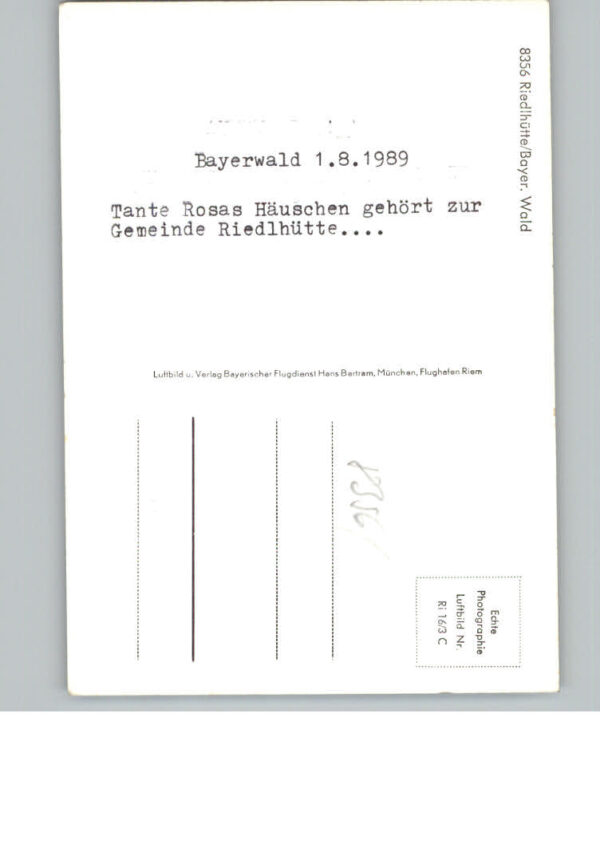 8356 Riedlhütte/Bayer. Wald
Bayerwald 1.8.1989
Tante Rosas Häuschen gehört zur
Gemeinde Riedlhütte....
Luftbild u. Verlag Bayerischer Flugdienst Hans Bertram, München, Flughafen Riem
8356
Echte
Photographie
Luftbild Nr.
Ri 16/3 C